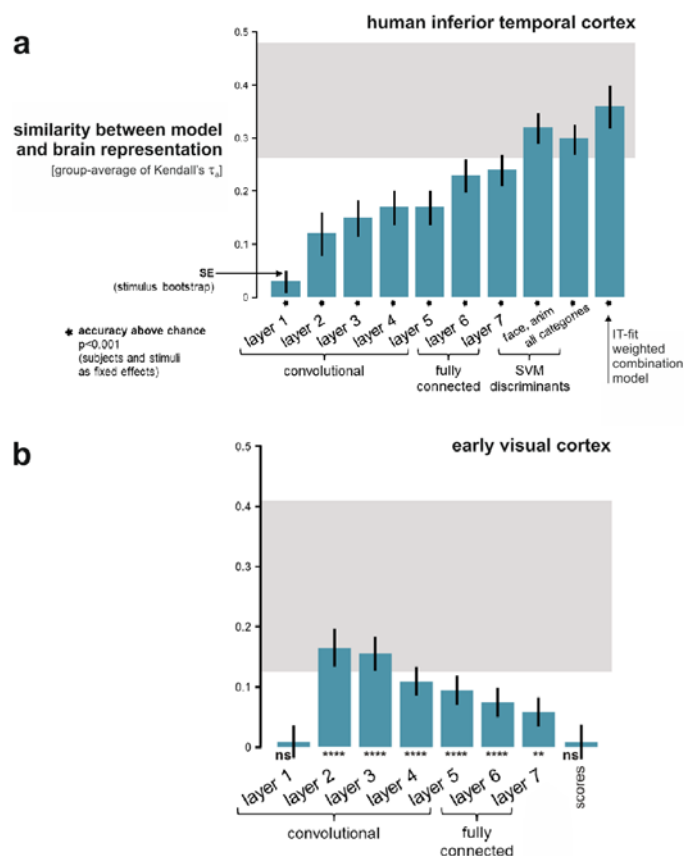 human inferior temporal cortex
a
0.5
0.4
0.3
0.2
0.1
0
similarity between model
and brain representation
[group-average of Kendall's τa]
SE
(stimulus bootstrap)
* accuracy above chance
p<0.001
(subjects and stimuli
as fixed effects)
* * * * * * * * * *
layer 1
layer 2
layer 3
layer 4
layer 5
layer 6
layer 7
face, anim
all categories
convolutional
fully
connected
SVM
discriminants
IT-fit
weighted
combination
model
b
early visual cortex
0.5
0.4
0.3
0.2
0.1
0
ns **** **** **** **** **** ** ns
layer 1
layer 2
layer 3
layer 4
layer 5
layer 6
layer 7
scores
convolutional
fully
connected